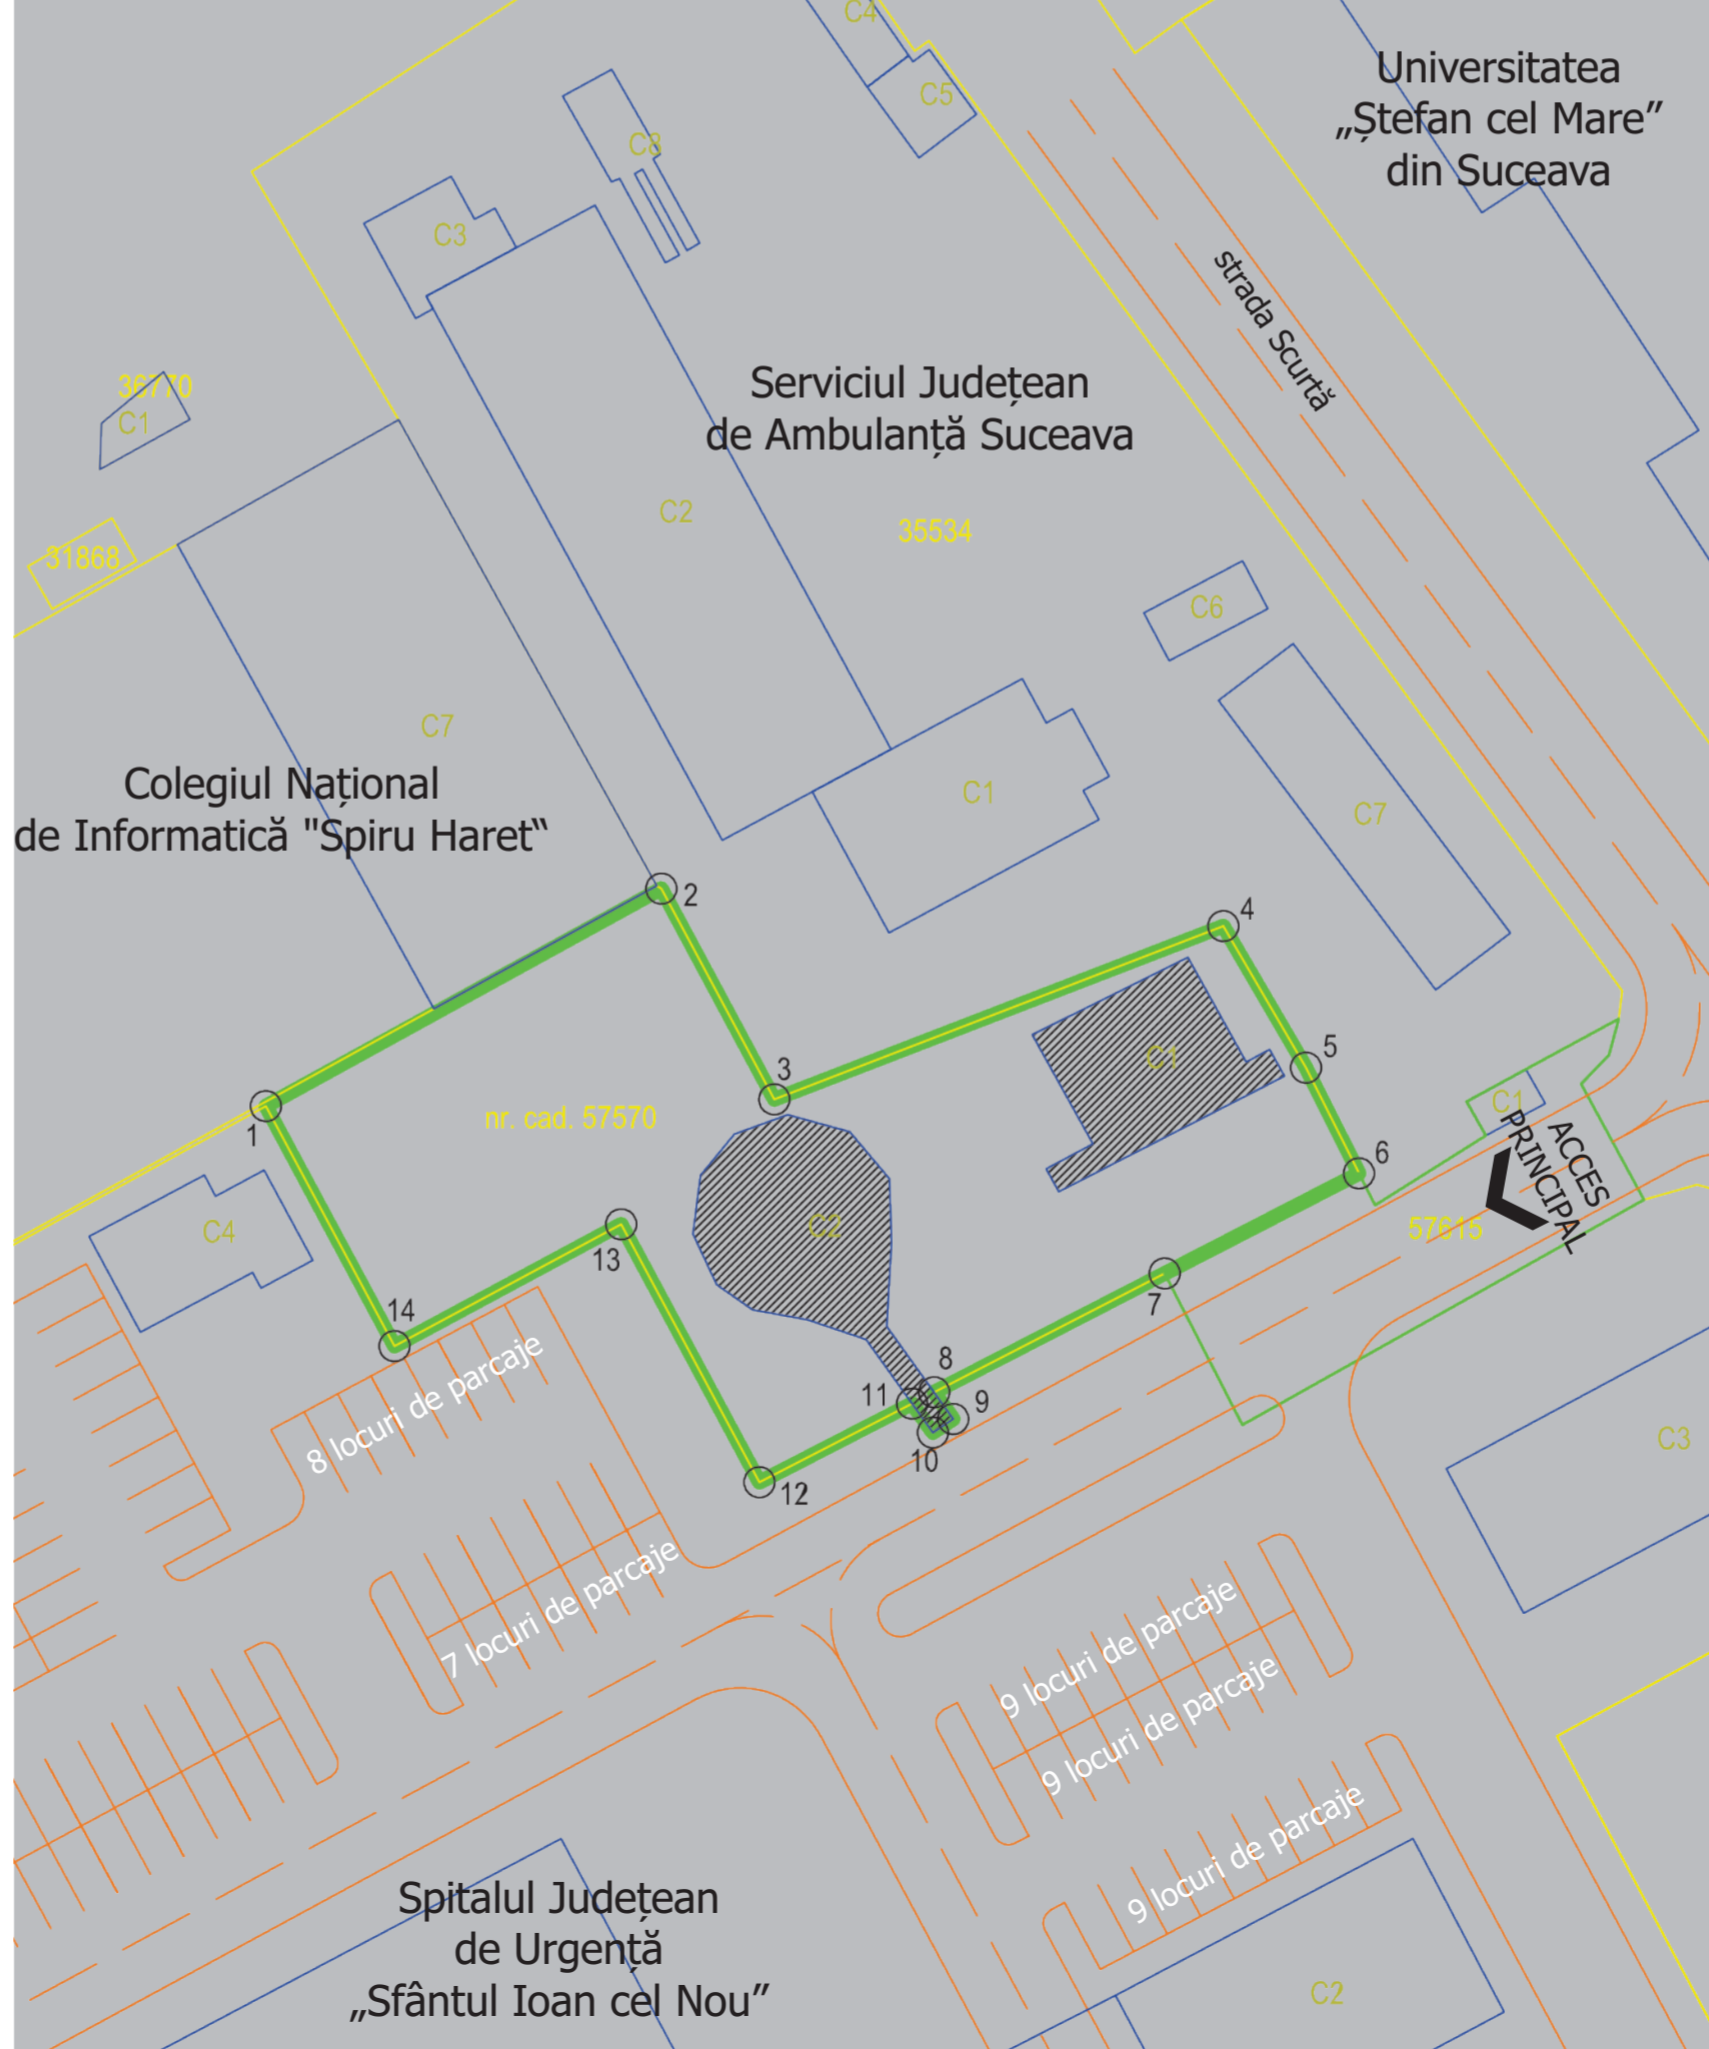 C4
C5
Universitatea
„Ștefan cel Mare”
din Suceava
C8
C3
strada Scurtă
36770
C1
Serviciul Județean
de Ambulanță Suceava
C2
35534
31868
C6
C7
Colegiul Național
de Informatică "Spiru Haret“
C1
C7
2
4
1
3
5
nr. cad. 57570
C1
C1
ACCES
PRINCIPAL
6
57615
C4
C2
13
14
7
8
11
9
10
12
8 locuri de parcaje
C3
7 locuri de parcaje
9 locuri de parcaje
9 locuri de parcaje
9 locuri de parcaje
Spitalul Județean
de Urgență
„Sfântul Ioan cel Nou”
C2